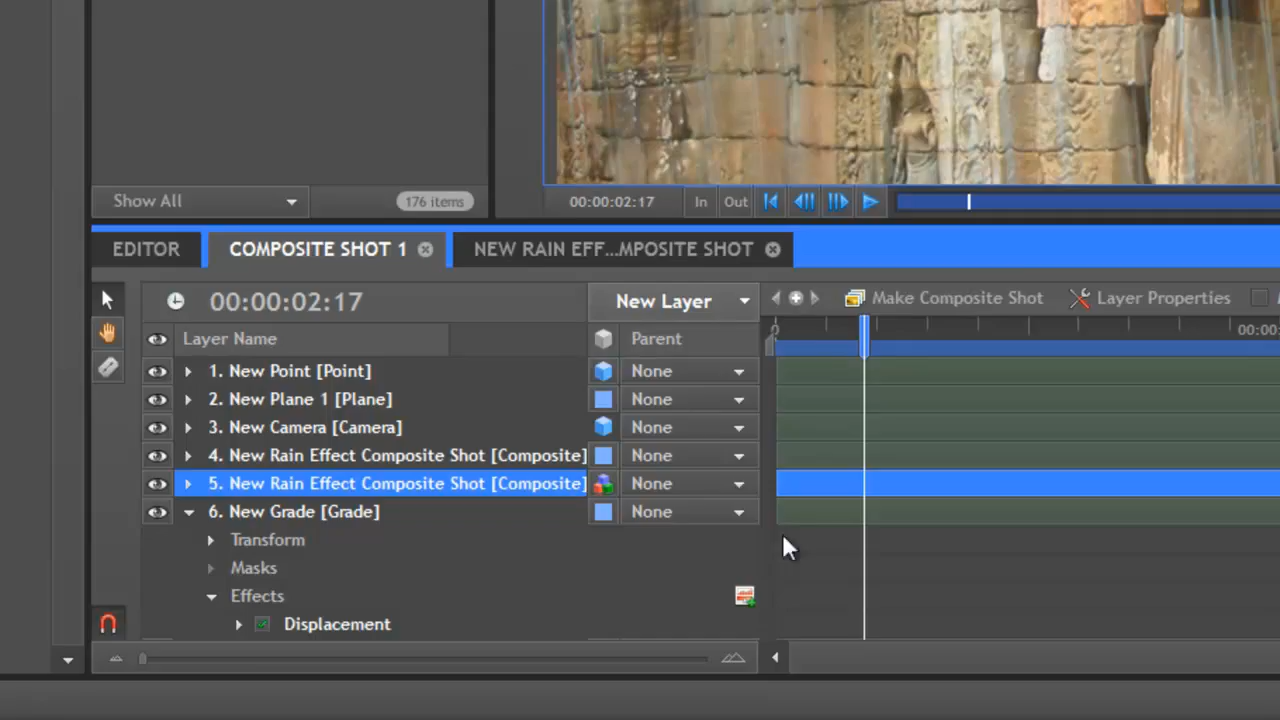 Show All
176 items
00:00:02:17
In
Out
EDITOR
COMPOSITE SHOT 1
NEW RAIN EFF...MPOSITE SHOT
00:00:02:17
New Layer
Make Composite Shot
Layer Properties
Layer Name
Parent
0
00:00:
1. New Point [Point]
None
2. New Plane 1 [Plane]
None
3. New Camera [Camera]
None
4. New Rain Effect Composite Shot [Composite]
None
5. New Rain Effect Composite Shot [Composite]
None
6. New Grade [Grade]
None
Transform
Masks
Effects
Displacement